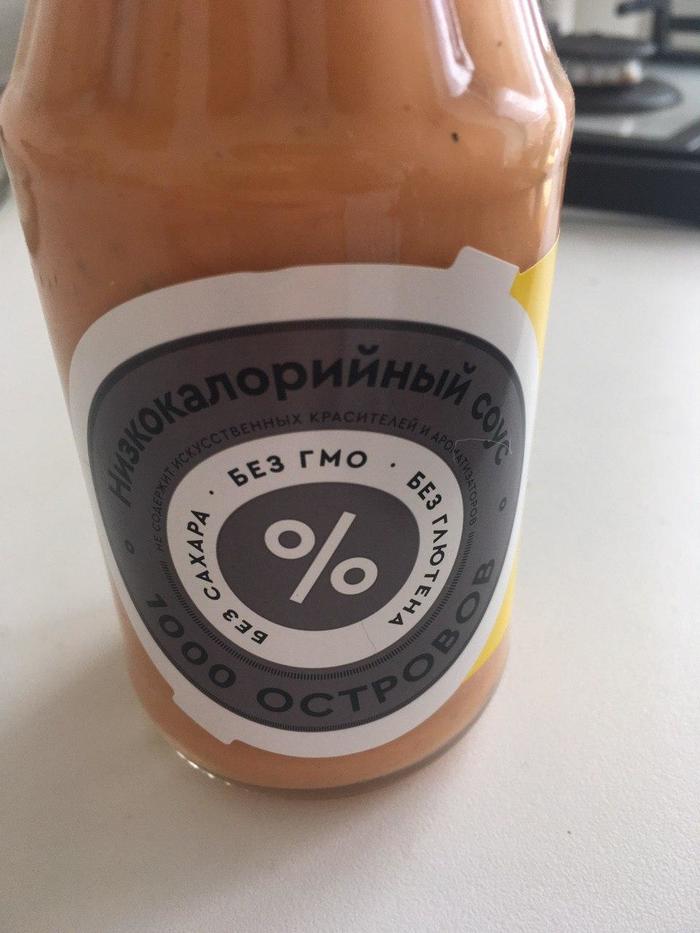 Низкокалорийный соус
НЕ СОДЕРЖИТ ИСКУССТВЕННЫХ КРАСИТЕЛЕЙ И АРОМАТИЗАТОРОВ
БЕЗ САХАРА · БЕЗ ГМО · БЕЗ ГЛЮТЕНА
%
1000 ОСТРОВОВ